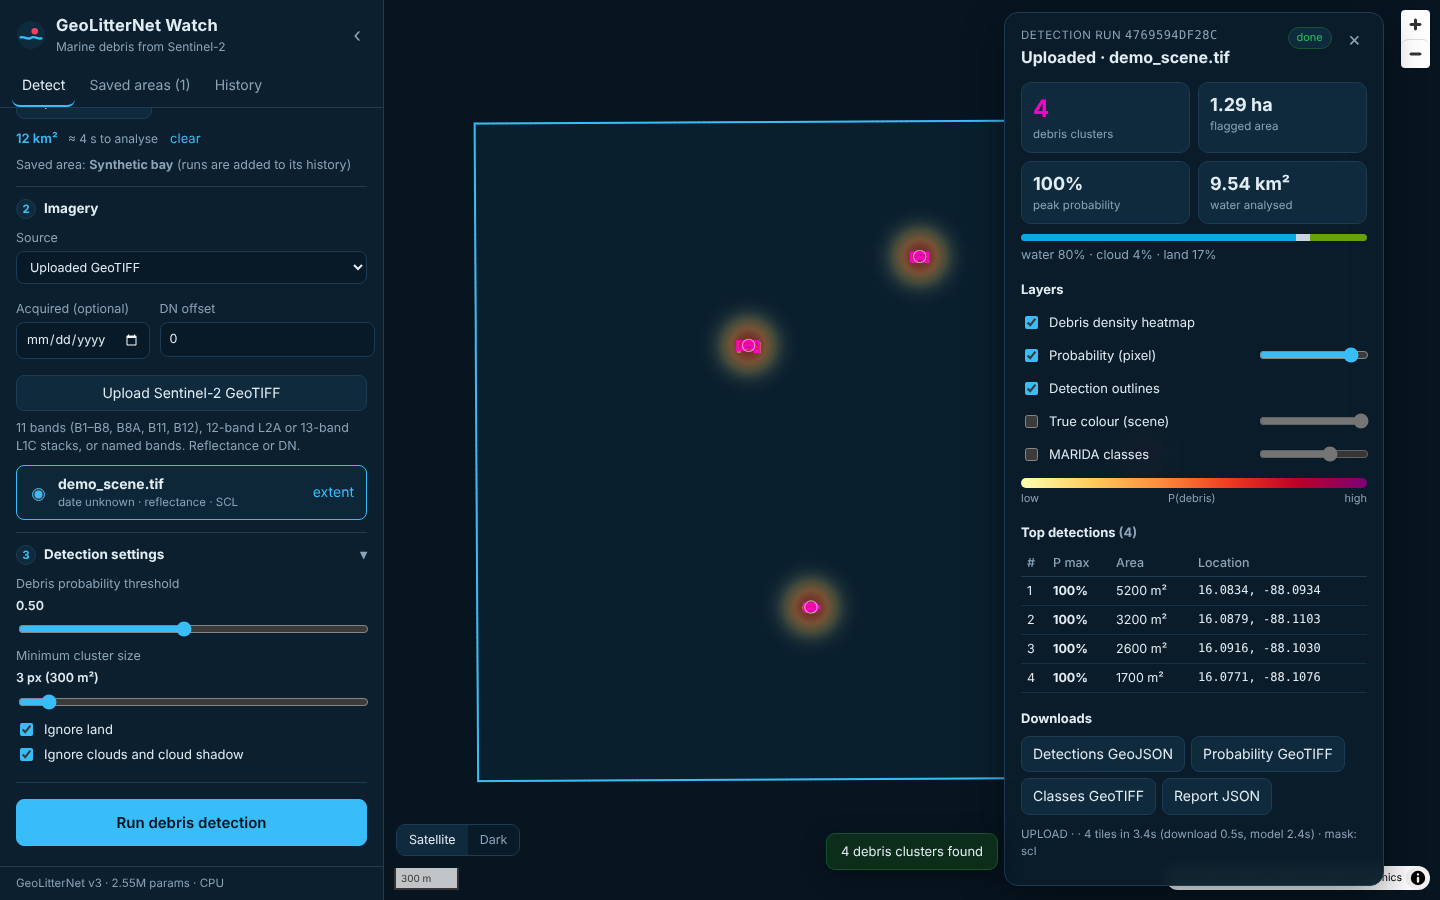 GeoLitterNet Watch
Marine debris from Sentinel-2
Detect
Saved areas (1)
History
12 km² ≈ 4 s to analyse clear
Saved area: Synthetic bay (runs are added to its history)
2 Imagery
Source
Uploaded GeoTIFF
Acquired (optional) DN offset
mm/dd/yyyy 0
Upload Sentinel-2 GeoTIFF
11 bands (B1–B8, B8A, B11, B12), 12-band L2A or 13-band
L1C stacks, or named bands. Reflectance or DN.
demo_scene.tif
date unknown · reflectance · SCL
extent
3 Detection settings
Debris probability threshold
0.50
Minimum cluster size
3 px (300 m²)
Ignore land
Ignore clouds and cloud shadow
Run debris detection
GeoLitterNet v3 · 2.55M params · CPU
Satellite Dark
300 m
4 debris clusters found
DETECTION RUN 4769594DF28C
done
Uploaded · demo_scene.tif
4
debris clusters
1.29 ha
flagged area
100%
peak probability
9.54 km²
water analysed
water 80% · cloud 4% · land 17%
Layers
Debris density heatmap
Probability (pixel)
Detection outlines
True colour (scene)
MARIDA classes
low P(debris) high
Top detections (4)
# P max Area Location
1 100% 5200 m² 16.0834, -88.0934
2 100% 3200 m² 16.0879, -88.1103
3 100% 2600 m² 16.0916, -88.1030
4 100% 1700 m² 16.0771, -88.1076
Downloads
Detections GeoJSON
Probability GeoTIFF
Classes GeoTIFF
Report JSON
UPLOAD · · 4 tiles in 3.4s (download 0.5s, model 2.4s) · mask:
scl